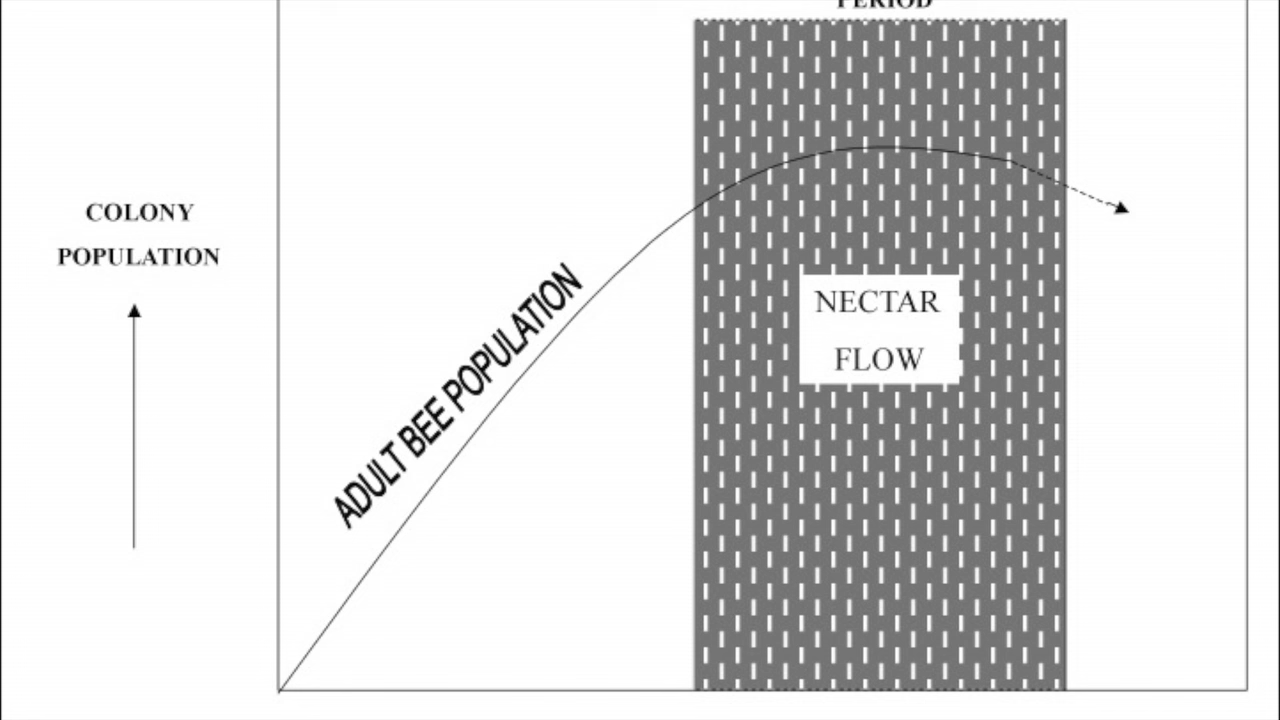 PERIOD
COLONY
POPULATION
ADULT BEE POPULATION
NECTAR
FLOW